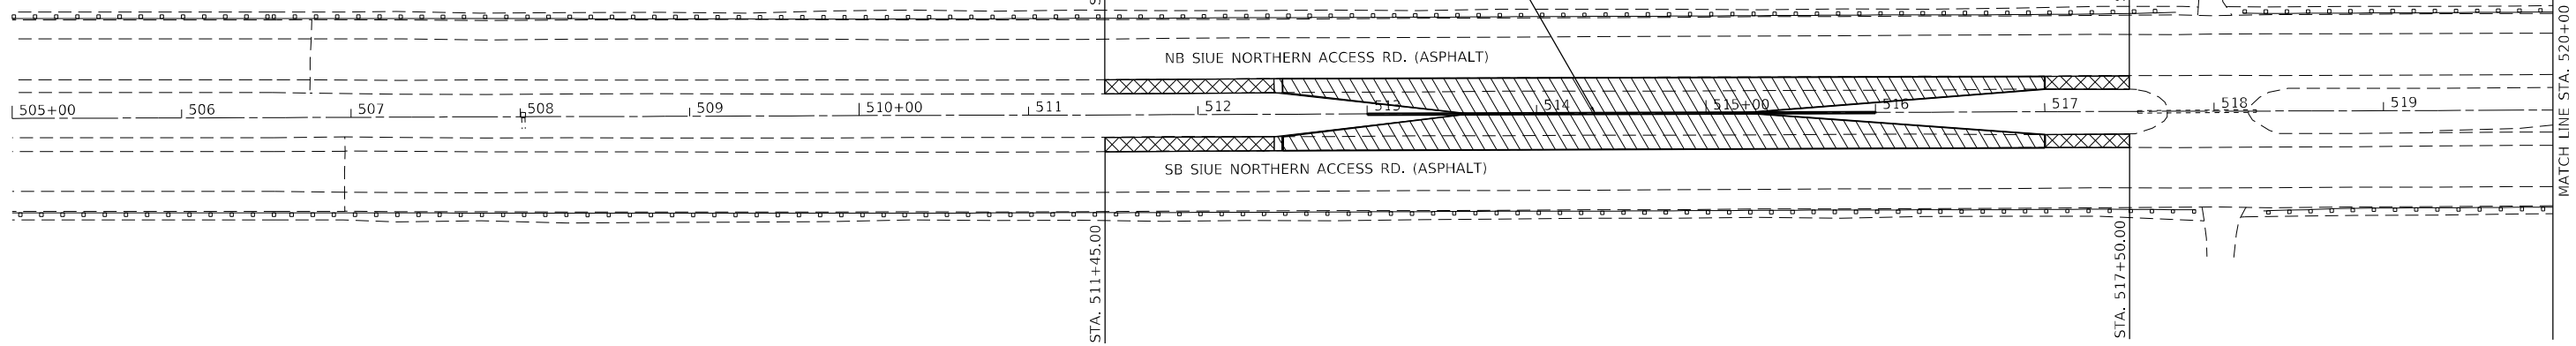 NB SIUE NORTHERN ACCESS RD. (ASPHALT)
505+00 506 507 508 509 510+00 511 512 513 514 515+00 516 517 518 519
SB SIUE NORTHERN ACCESS RD. (ASPHALT)
STA. 511+45.00
STA. 517+50.00
MATCH LINE STA. 520+00